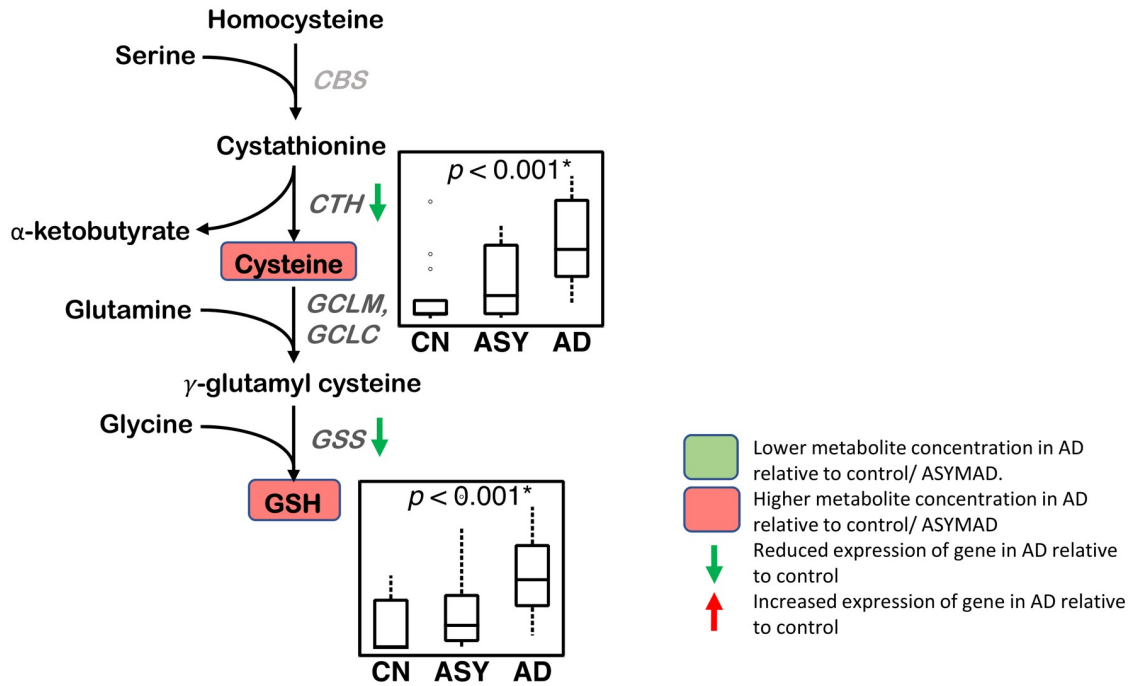 Homocysteine
Serine
CBS
Cystathionine
p < 0.001*
CTH
α-ketobutyrate
Cysteine
Glutamine
GCLM,
GCLC
CN ASY AD
γ-glutamyl cysteine
Glycine
GSS
GSH
p < 0.001*
CN ASY AD
Lower metabolite concentration in AD
relative to control/ ASYMAD.
Higher metabolite concentration in AD
relative to control/ ASYMAD
Reduced expression of gene in AD relative
to control
Increased expression of gene in AD relative
to control